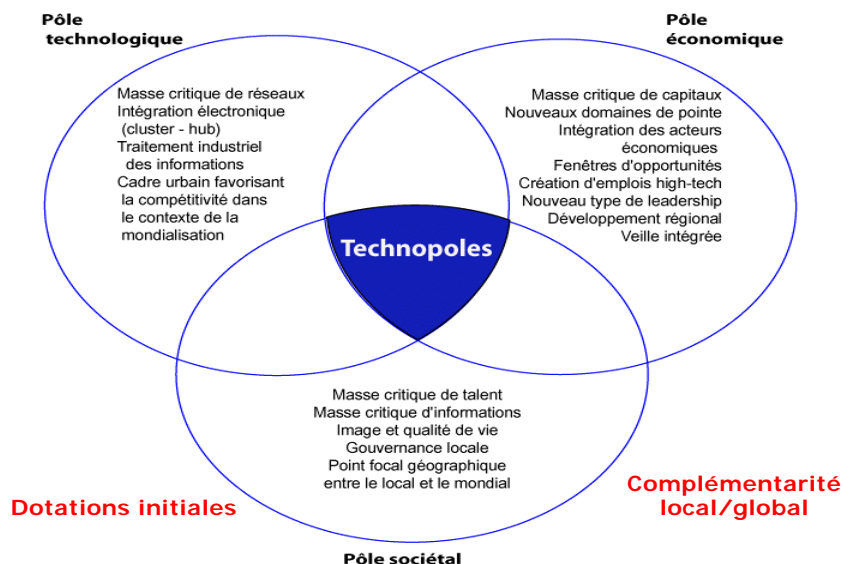 Pôle
technologique
Pôle
économique
Masse critique de réseaux
Intégration électronique
(cluster - hub)
Traitement industriel
des informations
Cadre urbain favorisant
la compétitivité dans
le contexte de la
mondialisation
Masse critique de capitaux
Nouveaux domaines de pointe
Intégration des acteurs
économiques
Fenêtres d'opportunités
Création d'emplois high-tech
Nouveau type de leadership
Développement régional
Veille intégrée
Technopoles
Masse critique de talent
Masse critique d'informations
Image et qualité de vie
Gouvernance locale
Point focal géographique
entre le local et le mondial
Dotations initiales
Complémentarité
local/global
Pôle sociétal